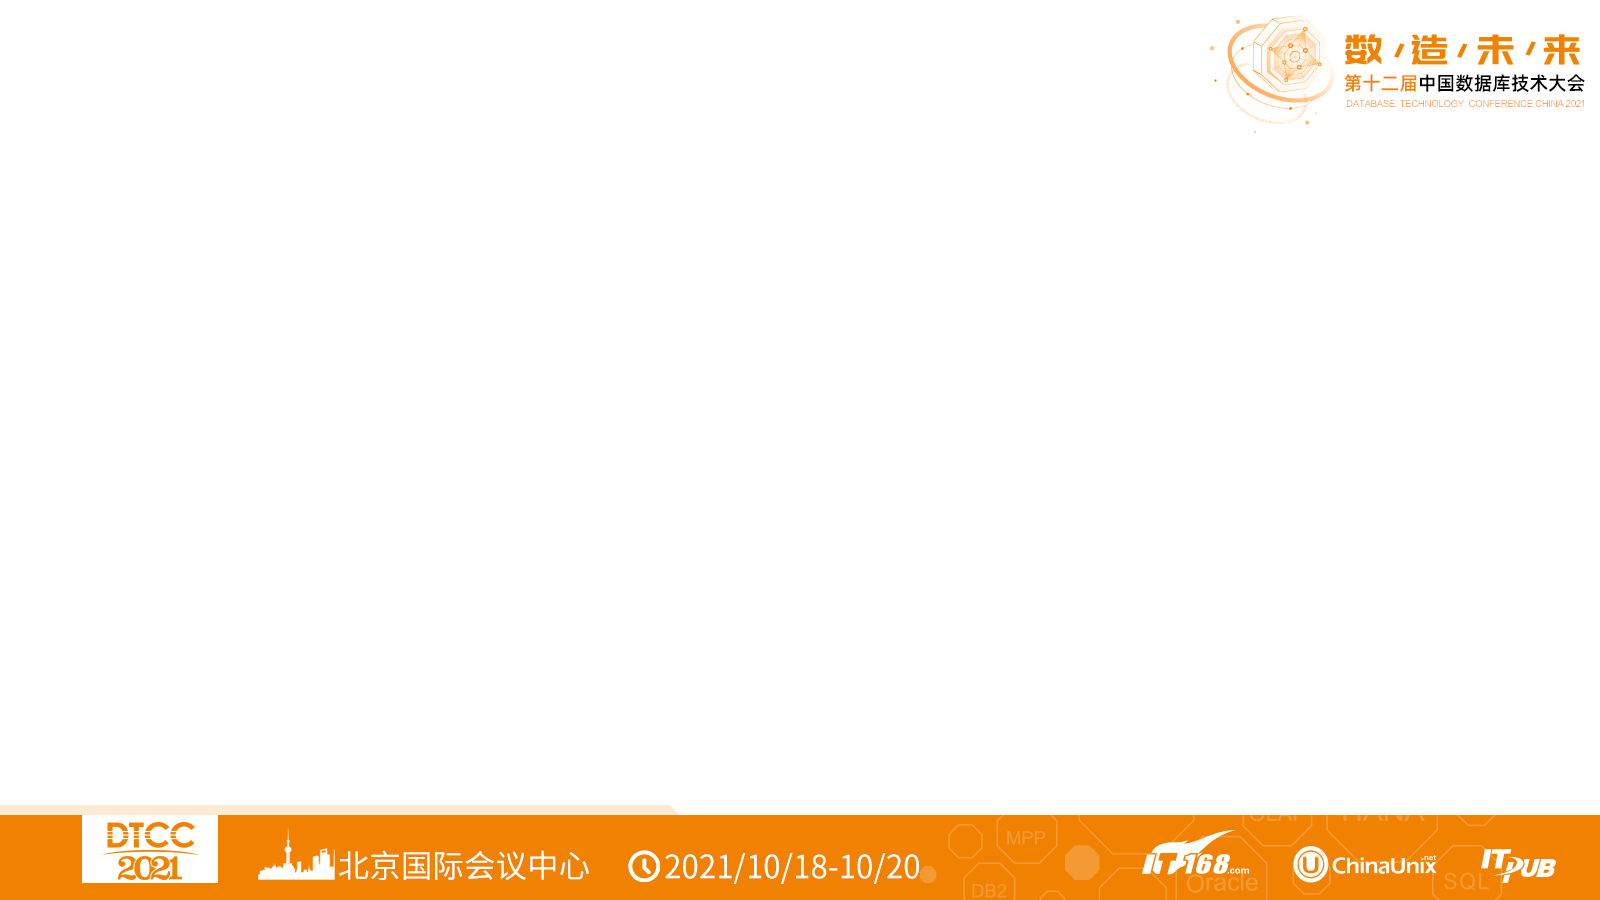 数造未来
第十二届中国数据库技术大会
DATABASE TECHNOLOGY CONFERENCE CHINA 2021
DTCC
2021
北京国际会议中心
2021/10/18-10/20
MPP
DB2
HANA
Oracle
SQL
IT168.com
ChinaUnix.net
ITPUB